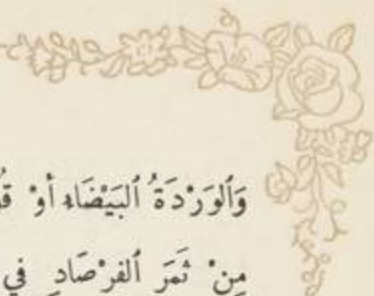 وَٱلوَرْدَةُ ٱلبَيْضَاءِ أَوْ
مِنْ ثَمَرَ ٱلفِرْصَادِ فِي